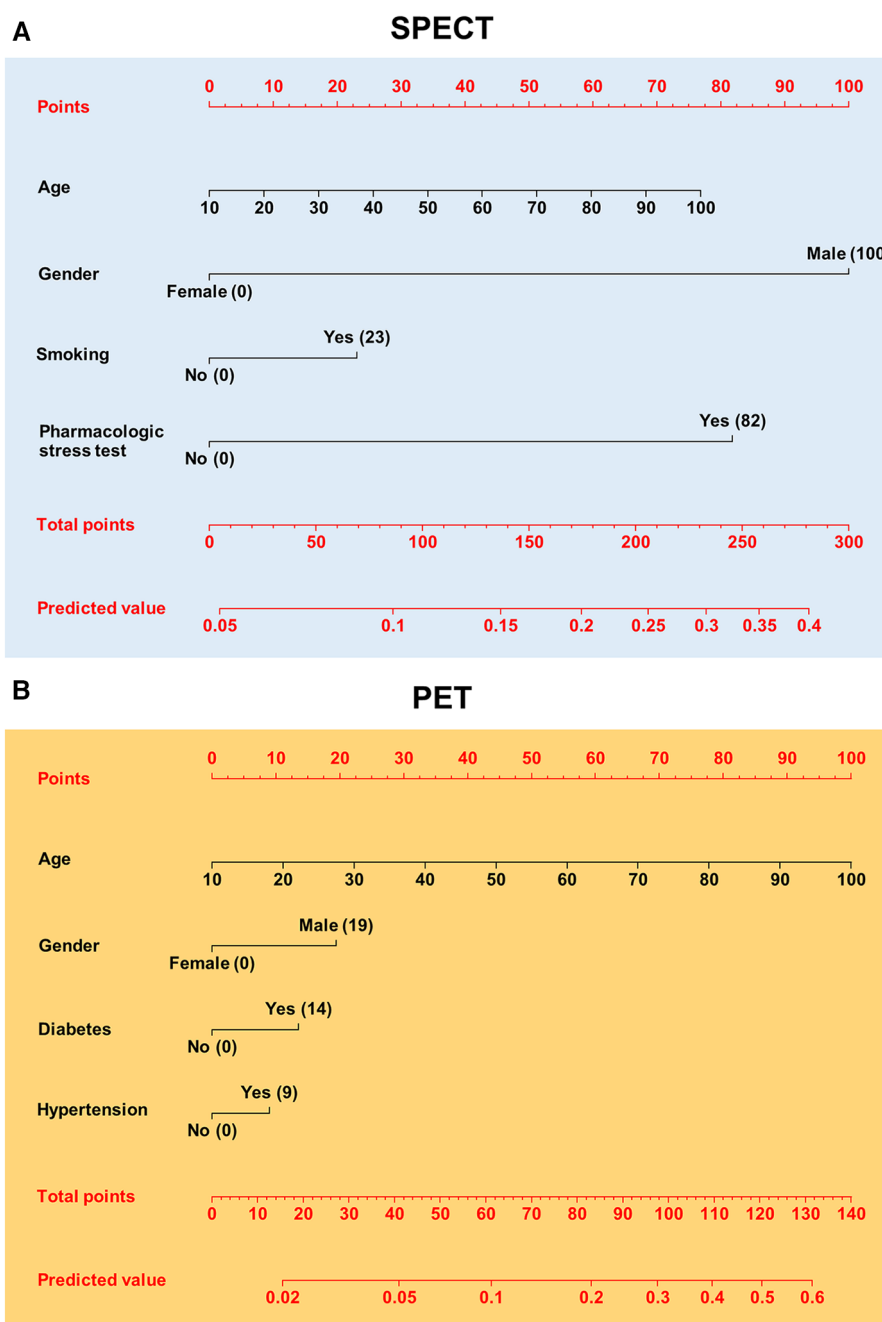 A
SPECT
0 10 20 30 40 50 60 70 80 90 100
Points
Age
10 20 30 40 50 60 70 80 90 100
Male (100
Gender
Female (0)
Yes (23)
Smoking
No (0)
Yes (82)
Pharmacologic
stress test
No (0)
Total points
0 50 100 150 200 250 300
Predicted value
0.05 0.1 0.15 0.2 0.25 0.3 0.35 0.4
B
PET
0 10 20 30 40 50 60 70 80 90 100
Points
Age
10 20 30 40 50 60 70 80 90 100
Male (19)
Gender
Female (0)
Yes (14)
Diabetes
No (0)
Yes (9)
Hypertension
No (0)
Total points
0 10 20 30 40 50 60 70 80 90 100 110 120 130 140
Predicted value
0.02 0.05 0.1 0.2 0.3 0.4 0.5 0.6